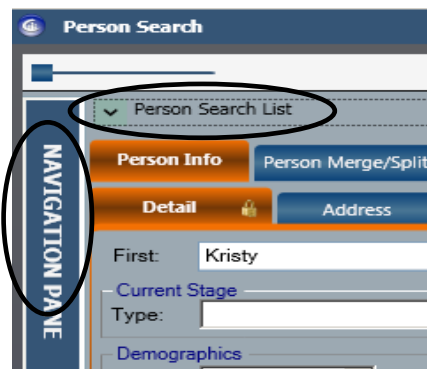 Person Search
Person Search List
NAVIGATION PANE
Person Info Person Merge/Split
Detail Address
First: Kristy
Current Stage
Type:
Demographics